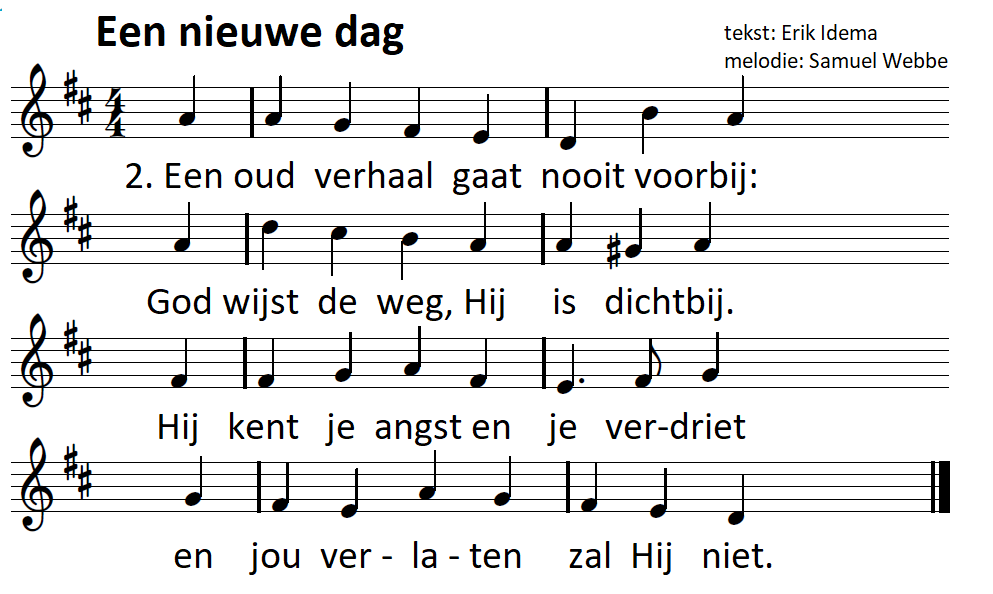 Een nieuwe dag
tekst: Erik Idema
melodie: Samuel Webbe
4
4
2. Een oud verhaal gaat nooit voorbij:
God wijst de weg, Hij is dichtbij.
Hij kent je angst en je ver-driet
en jou ver - la - ten zal Hij niet.